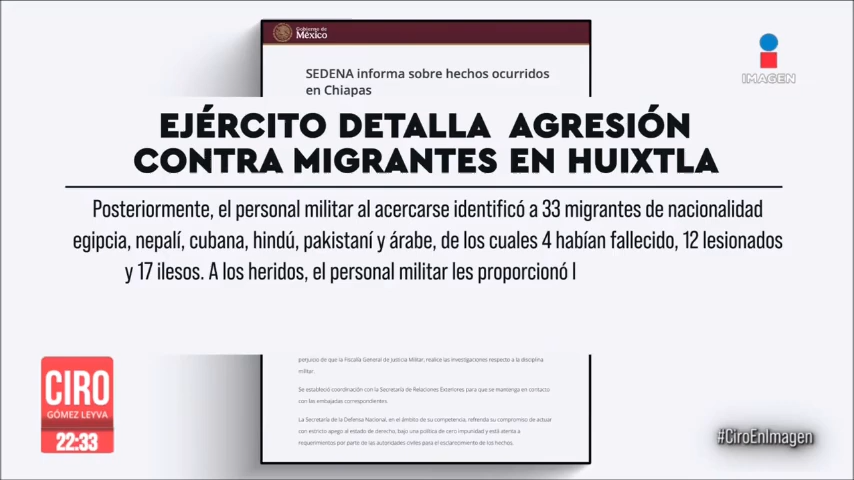 Gobierno de
México
IMAGEN
SEDENA informa sobre hechos ocurridos
en Chiapas
EJÉRCITO DETALLA AGRESIÓN
CONTRA MIGRANTES EN HUIXTLA
Posteriormente, el personal militar al acercarse identificó a 33 migrantes de nacionalidad
egipcia, nepalí, cubana, hindú, pakistaní y árabe, de los cuales 4 habían fallecido, 12 lesionados
y 17 ilesos. A los heridos, el personal militar les proporcionó l
perjuicio de que la Fiscalía General de Justicia Militar, realice las investigaciones respecto a la disciplina
militar.
Se estableció coordinación con la Secretaría de Relaciones Exteriores para que se mantenga en contacto
con las embajadas correspondientes.
La Secretaría de la Defensa Nacional, en el ámbito de su competencia, refrenda su compromiso de actuar
con estricto apego al estado de derecho, bajo una política de cero impunidad y está atenta a
requerimientos por parte de las autoridades civiles para el esclarecimiento de los hechos.
CIRO
GÓMEZ LEYVA
22:33
#CiroEnImagen